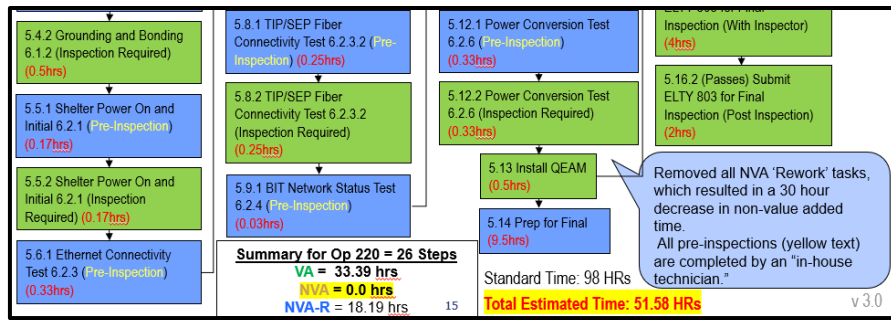 5.4.2 Grounding and Bonding
6.1.2 (Inspection Required)
(0.5hrs)
5.5.1 Shelter Power On and
Initial 6.2.1 (Pre-Inspection)
(0.17hrs)
5.5.2 Shelter Power On and
Initial 6.2.1 (Inspection
Required) (0.17hrs)
5.6.1 Ethernet Connectivity
Test 6.2.3 (Pre-Inspection)
(0.33hrs)
5.8.1 TIP/SEP Fiber
Connectivity Test 6.2.3.2 (Pre-
Inspection) (0.25hrs)
5.8.2 TIP/SEP Fiber
Connectivity Test 6.2.3.2
(Inspection Required)
(0.25hrs)
5.9.1 BIT Network Status Test
6.2.4 (Pre-Inspection)
(0.03hrs)
Summary for Op 220 = 26 Steps
VA = 33.39 hrs
NVA = 0.0 hrs
NVA-R = 18.19 hrs
15
5.12.1 Power Conversion Test
6.2.6 (Pre-Inspection)
(0.33hrs)
5.12.2 Power Conversion Test
6.2.6 (Inspection Required)
(0.33hrs)
5.13 Install QEAM
(0.5hrs)
5.14 Prep for Final
(9.5hrs)
Standard Time: 98 HRs
Total Estimated Time: 51.58 HRs
Inspection (With Inspector)
(4hrs)
5.16.2 (Passes) Submit
ELTY 803 for Final
Inspection (Post Inspection)
(2hrs)
Removed all NVA ‘Rework’ tasks,
which resulted in a 30 hour
decrease in non-value added
time.
All pre-inspections (yellow text)
are completed by an “in-house
technician.”
v 3.0